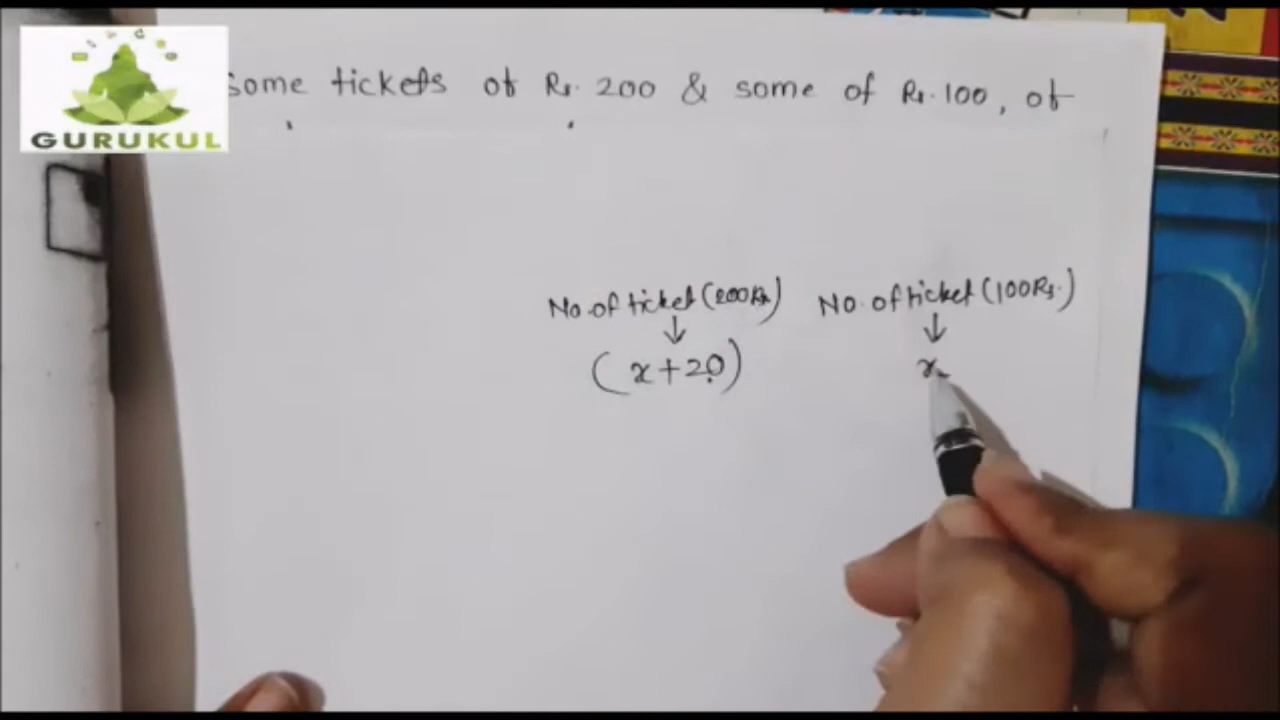 GURUKUL
some tickets of Rs. 200 & some of Rs. 100, of
No. of ticket (200Rs) No. of ticket (100Rs.)
↓ ↓
(x+20) x